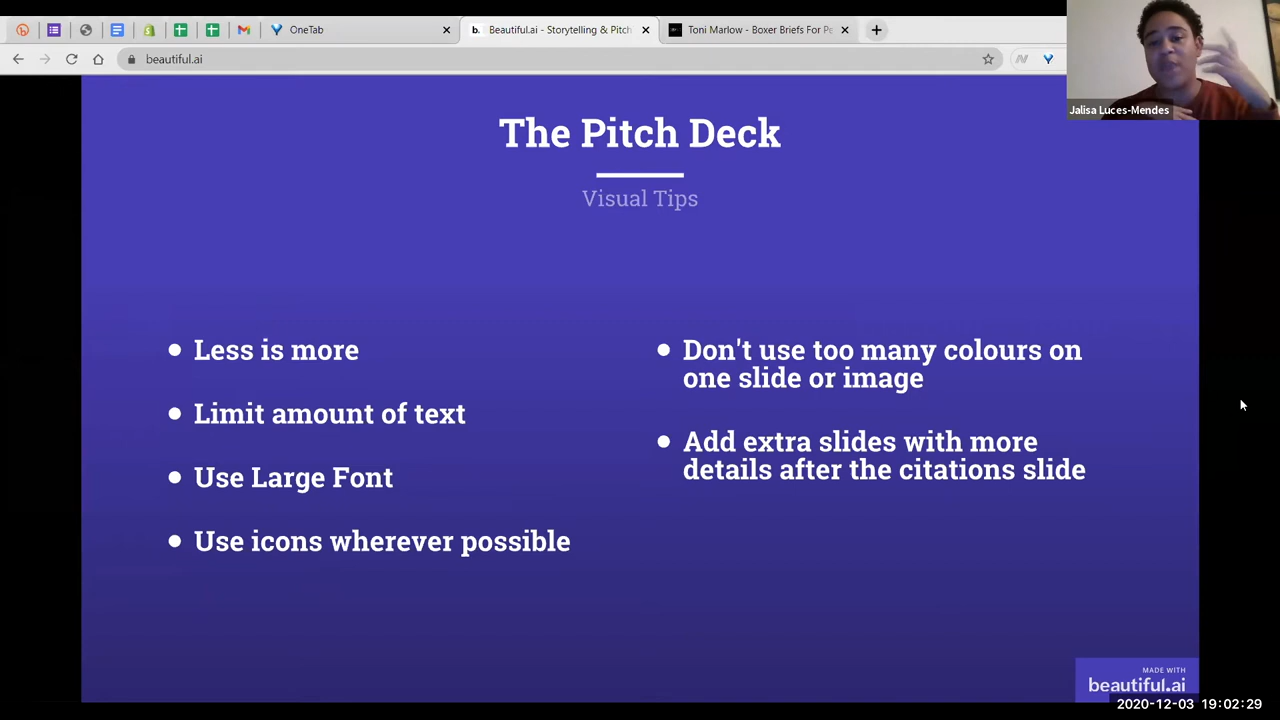 OneTab
Beautiful.ai - Storytelling & Pitch
Toni Marlow - Boxer Briefs For Pe
beautiful.ai
Jalisa Luces-Mendes
The Pitch Deck
Visual Tips
Less is more
Limit amount of text
Use Large Font
Use icons wherever possible
Don't use too many colours on
one slide or image
Add extra slides with more
details after the citations slide
MADE WITH
beautiful.ai
2020-12-03 19:02:29